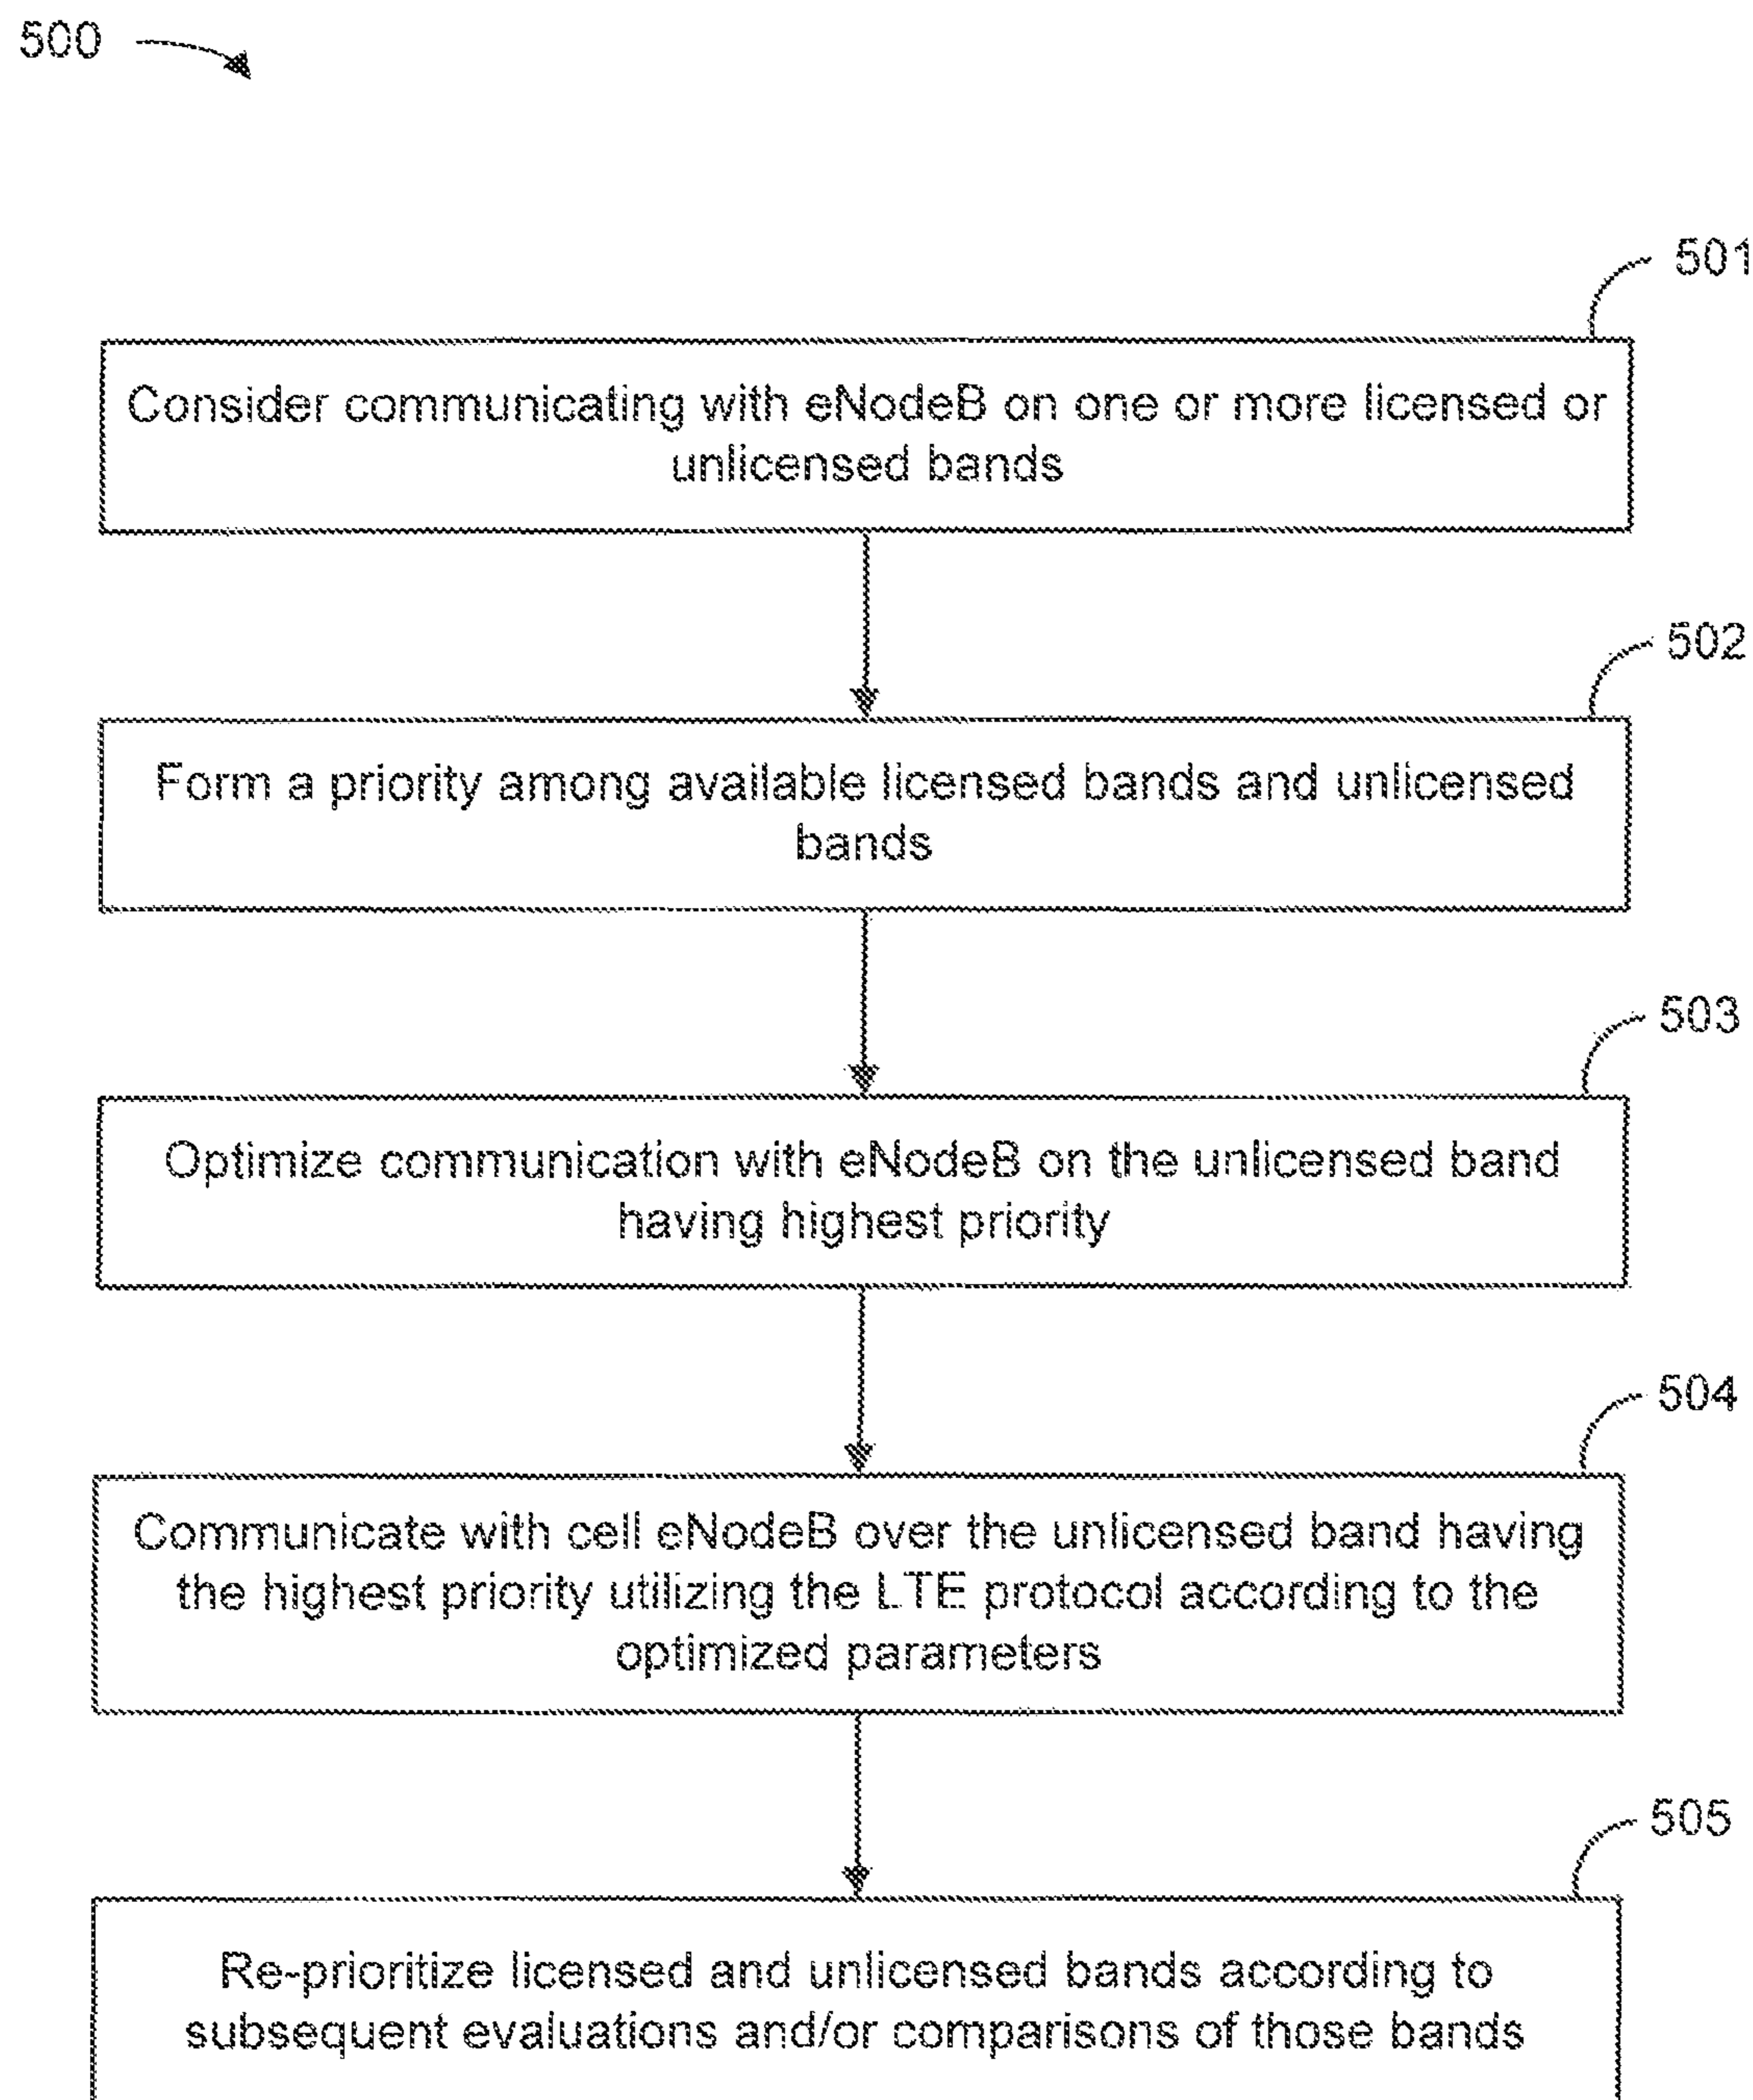 500
501
Consider communicating with eNodeB on one or more licensed or
unlicensed bands
502
Form a priority among available licensed bands and unlicensed
bands
503
Optimize communication with eNodeB on the unlicensed band
having highest priority
504
Communicate with cell eNodeB over the unlicensed band having
the highest priority utilizing the LTE protocol according to the
optimized parameters
505
Re-prioritize licensed and unlicensed bands according to
subsequent evaluations and/or comparisons of those bands